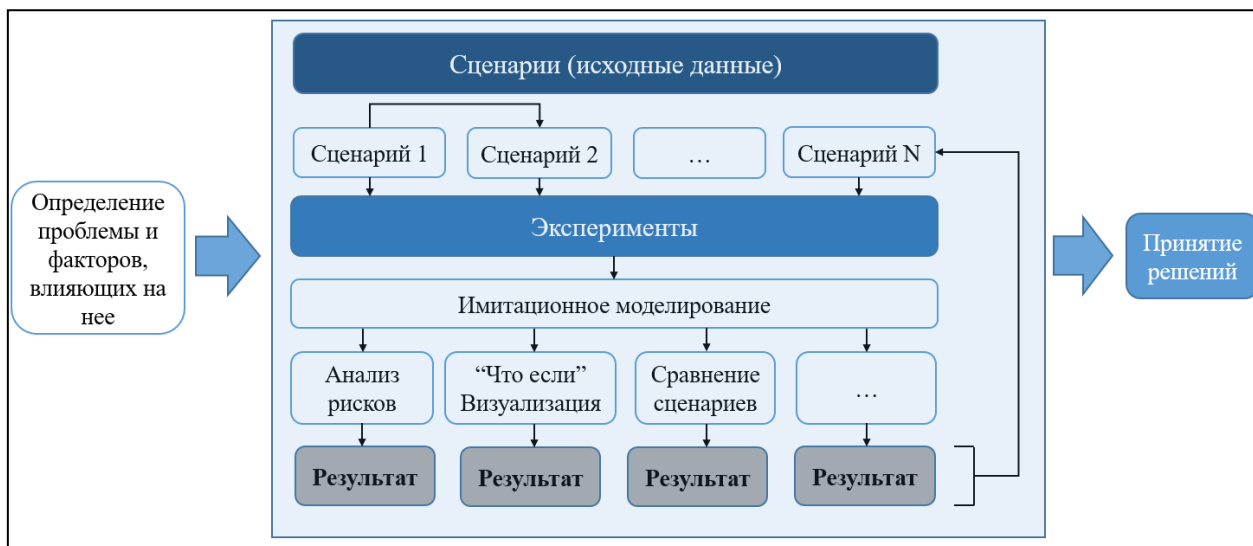 Сценарии (исходные данные)
Сценарий 1
Сценарий 2
…
Сценарий N
Определение
проблемы и
факторов,
влияющих на
нее
Эксперименты
Имитационное моделирование
Анализ
рисков
“Что если”
Визуализация
Сравнение
сценариев
…
Результат
Результат
Результат
Результат
Принятие
решений